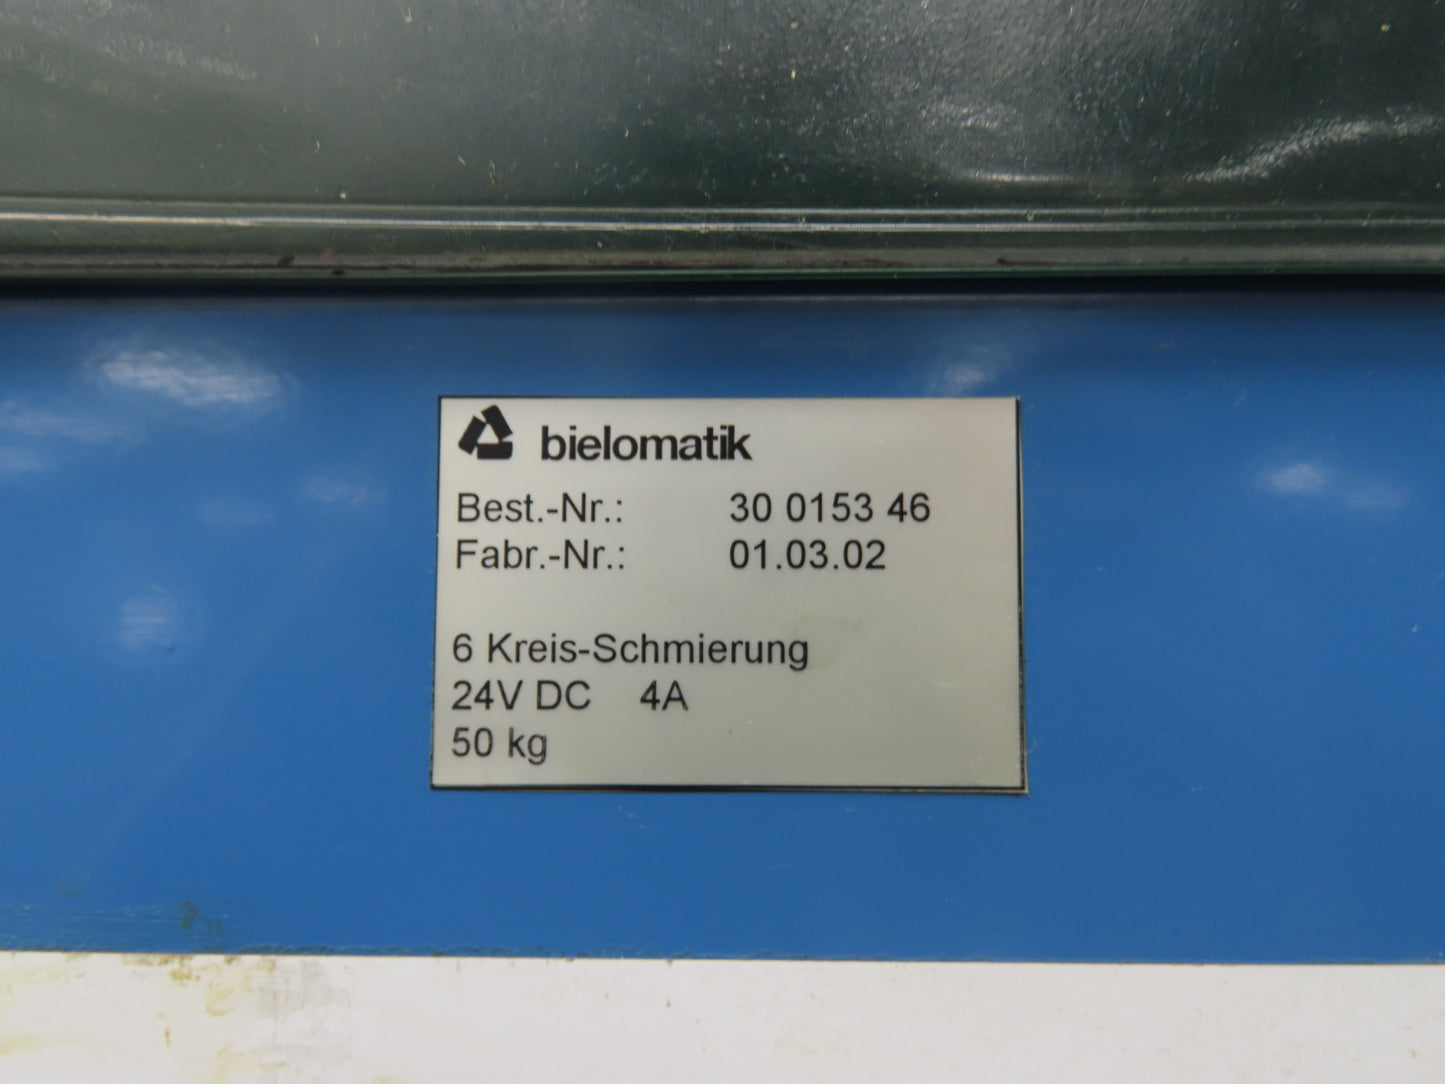 bielomatik
Best.-Nr.: 30 0153 46
Fabr.-Nr.: 01.03.02
6 Kreis-Schmierung
24V DC 4A
50 kg